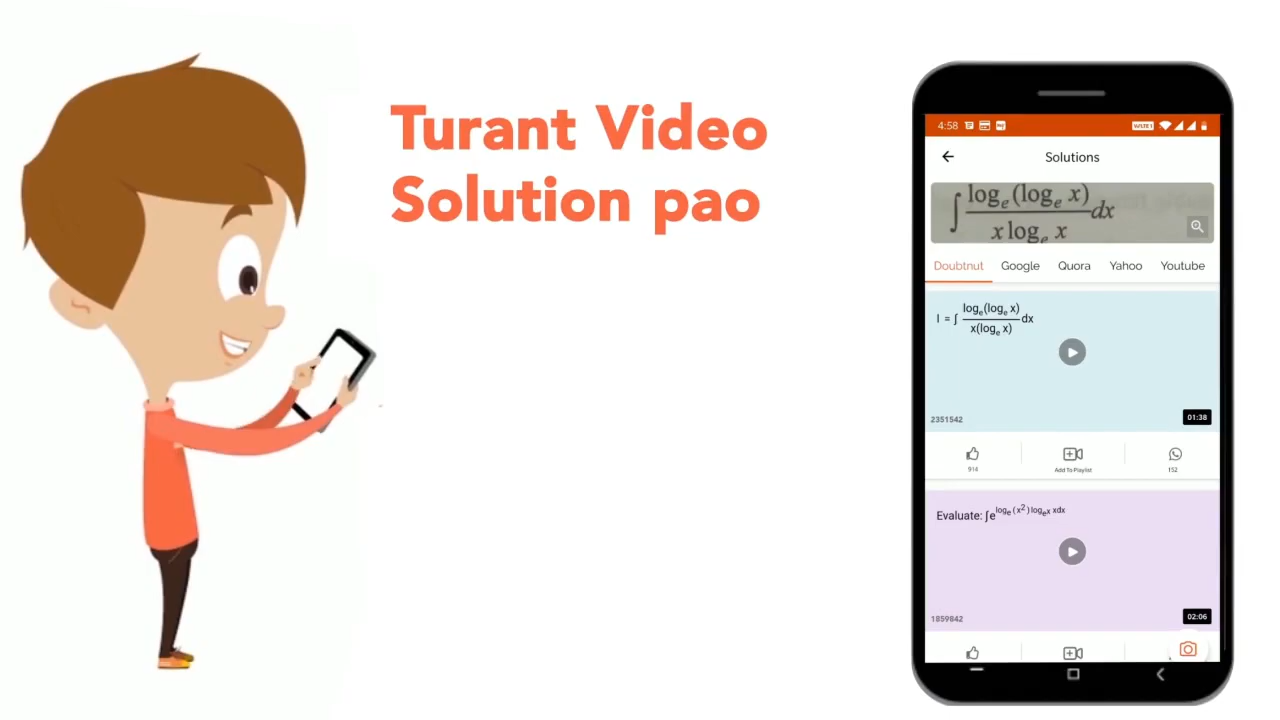 Turant Video
Solution pao
4:58
VoLTE1
Solutions
∫ logₑ(logₑ x) / x logₑ x dx
Doubtnut Google Quora Yahoo Youtube
I = ∫ logₑ(logₑ x) / x(logₑ x) dx
2351542 01:38
914 Add To Playlist 152
Evaluate: ∫e^logₑ(x²)logₑx xdx
1859842 02:06